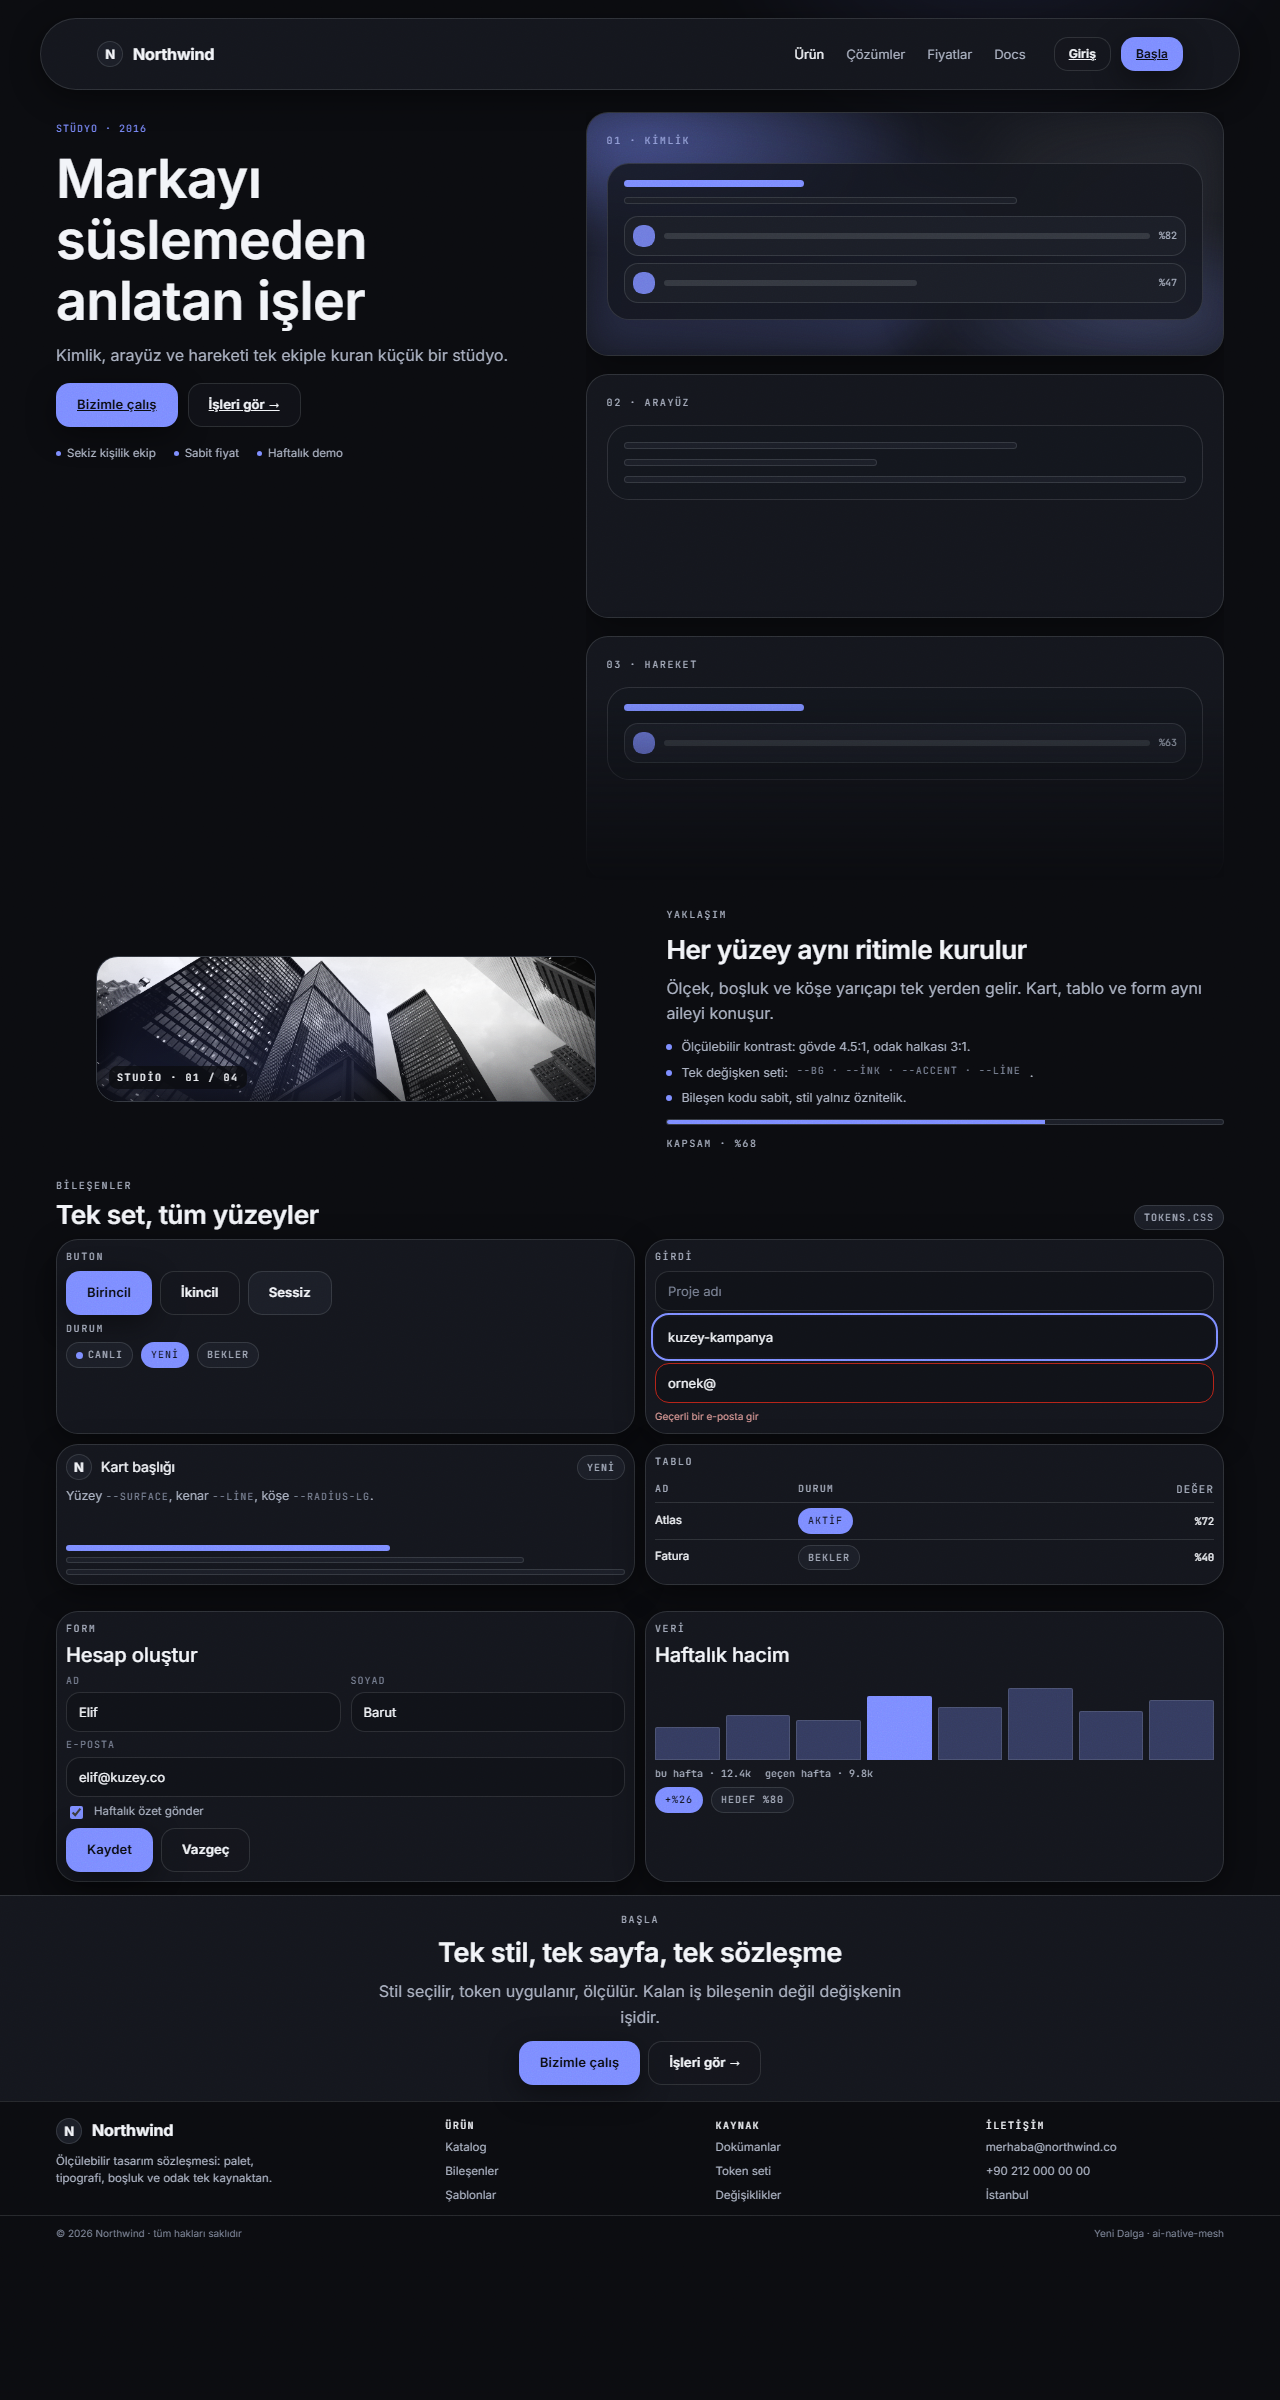 N Northwind
Ürün Çözümler Fiyatlar Docs Giriş Başla
STÜDYO · 2016
Markayı
süslemeden
anlatan işler
Kimlik, arayüz ve hareketi tek ekiple kuran küçük bir stüdyo.
Bizimle çalış İşleri gör →
Sekiz kişilik ekip Sabit fiyat Haftalık demo
01 · KİMLİK
%82
%47
02 · ARAYÜZ
03 · HAREKET
%63
STUDİO · 01 / 04
YAKLAŞIM
Her yüzey aynı ritimle kurulur
Ölçek, boşluk ve köşe yarıçapı tek yerden gelir. Kart, tablo ve form aynı
aileyi konuşur.
Ölçülebilir kontrast: gövde 4.5:1, odak halkası 3:1.
Tek değişken seti: --BG · --İNK · --ACCENT · --LİNE .
Bileşen kodu sabit, stil yalnız öznitelik.
KAPSAM · %68
BİLEŞENLER
Tek set, tüm yüzeyler
TOKENS.CSS
BUTON
Birincil İkincil Sessiz
DURUM
CANLI YENİ BEKLER
GİRDİ
Proje adı
kuzey-kampanya
ornek@
Geçerli bir e-posta gir
N Kart başlığı YENİ
Yüzey --SURFACE, kenar --LİNE, köşe --RADİUS-LG.
TABLO
AD DURUM DEĞER
Atlas AKTİF %72
Fatura BEKLER %40
FORM
Hesap oluştur
AD SOYAD
Elif Barut
E-POSTA
elif@kuzey.co
Haftalık özet gönder
Kaydet Vazgeç
VERİ
Haftalık hacim
bu hafta · 12.4k geçen hafta · 9.8k
+%26 HEDEF %80
BAŞLA
Tek stil, tek sayfa, tek sözleşme
Stil seçilir, token uygulanır, ölçülür. Kalan iş bileşenin değil değişkenin
işidir.
Bizimle çalış İşleri gör →
N Northwind
Ölçülebilir tasarım sözleşmesi: palet,
tipografi, boşluk ve odak tek kaynaktan.
ÜRÜN
Katalog
Bileşenler
Şablonlar
KAYNAK
Dokümanlar
Token seti
Değişiklikler
İLETİŞİM
merhaba@northwind.co
+90 212 000 00 00
İstanbul
© 2026 Northwind · tüm hakları saklıdır
Yeni Dalga · ai-native-mesh